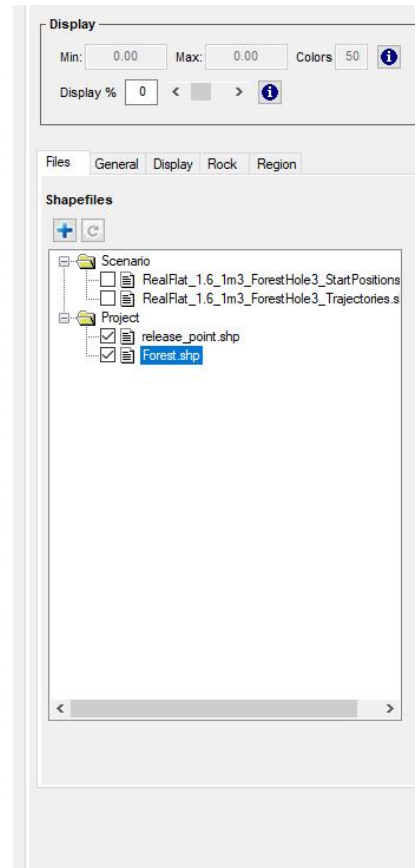 Display
Min: 0.00 Max: 0.00 Colors 50
Display % 0
Files General Display Rock Region
Shapefiles
Scenario
RealFlat_1.6_1m3_ForestHole3_StartPositions
RealFlat_1.6_1m3_ForestHole3_Trajectories.s
Project
release_point.shp
Forest.shp